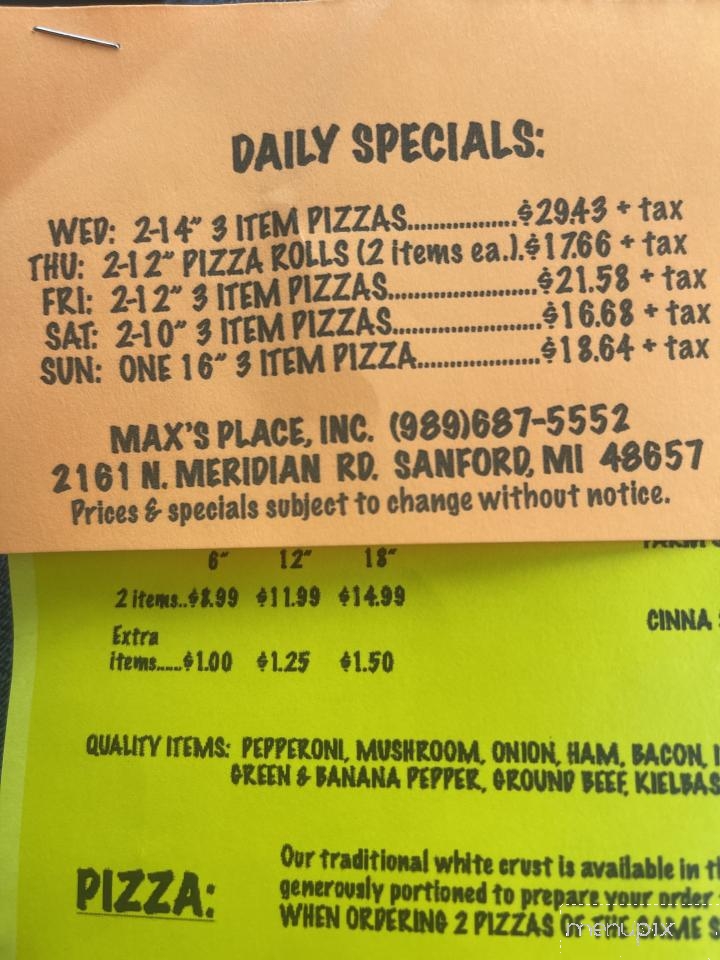 DAILY SPECIALS:
WED: 2-14" 3 ITEM PIZZAS..................$29.43 + tax
THU: 2-12" PIZZA ROLLS (2 items ea.).$17.66 + tax
FRI: 2-12" 3 ITEM PIZZAS..........................$21.58 + tax
SAT: 2-10" 3 ITEM PIZZAS..........................$16.68 + tax
SUN: ONE 16" 3 ITEM PIZZA......................$18.64 + tax
MAX'S PLACE, INC. (989)687-5552
2161 N. MERIDIAN RD. SANFORD, MI 48657
Prices & specials subject to change without notice.
6" 12" 18"
2 items..$8.99 $11.99 $14.99
Extra
items.....$1.00 $1.25 $1.50
CINNA
QUALITY ITEMS: PEPPERONI, MUSHROOM, ONION, HAM, BACON,
GREEN & BANANA PEPPER, GROUND BEEF, KIELBAS
PIZZA:
Our traditional white crust is available in
generously portioned to prepare your order
WHEN ORDERING 2 PIZZAS OF THE SAME S
menupix